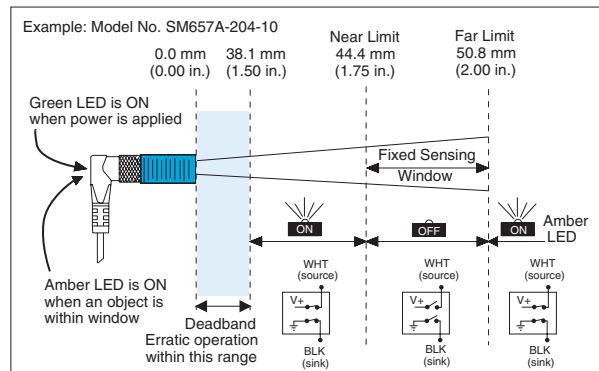 Example: Model No. SM657A-204-10
0.0 mm
(0.00 in.)
38.1 mm
(1.50 in.)
Near Limit
44.4 mm
(1.75 in.)
Far Limit
50.8 mm
(2.00 in.)
Green LED is ON
when power is applied
Fixed Sensing
Window
ON
OFF
ON
Amber
LED
Amber LED is ON
when an object is
within window
Deadband
Erratic operation
within this range
WHT
(source)
V+
BLK
(sink)
WHT
(source)
V+
BLK
(sink)
WHT
(source)
V+
BLK
(sink)